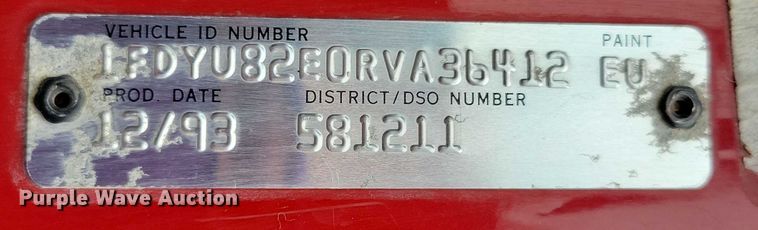 VEHICLE ID NUMBER PAINT
1FDYU82E0RVA36412 EU
PROD. DATE DISTRICT/DSO NUMBER
12/93 581211
Purple Wave Auction